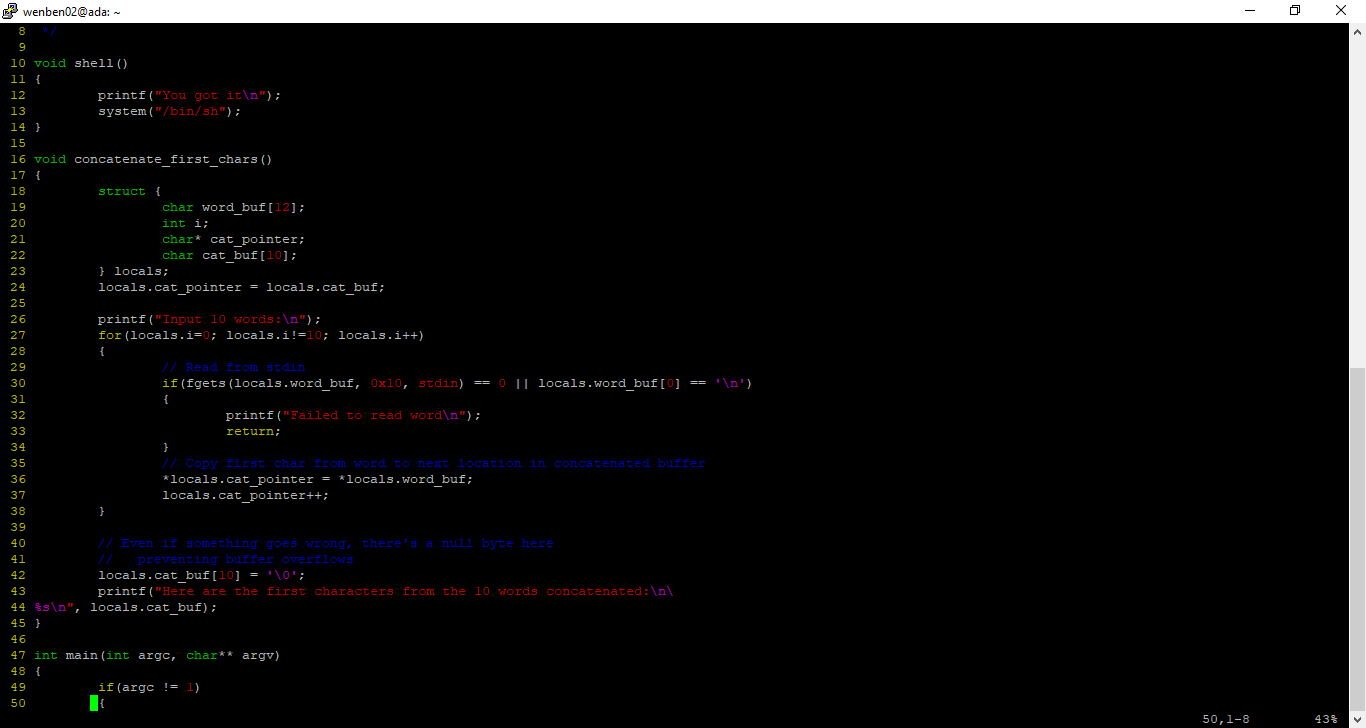 wenben02@ada: ~
8 */
9
10 void shell()
11 {
12         printf("You got it\n");
13         system("/bin/sh");
14 }
15
16 void concatenate_first_chars()
17 {
18         struct {
19                 char word_buf[12];
20                 int i;
21                 char* cat_pointer;
22                 char cat_buf[10];
23         } locals;
24         locals.cat_pointer = locals.cat_buf;
25
26         printf("Input 10 words:\n");
27         for(locals.i=0; locals.i!=10; locals.i++)
28         {
29                 // Read from stdin
30                 if(fgets(locals.word_buf, 0x10, stdin) == 0 || locals.word_buf[0] == '\n')
31                 {
32                         printf("Failed to read word\n");
33                         return;
34                 }
35                 // Copy first char from word to next location in concatenated buffer
36                 *locals.cat_pointer = *locals.word_buf;
37                 locals.cat_pointer++;
38         }
39
40         // Even if something goes wrong, there's a null byte here
41         //   preventing buffer overflows
42         locals.cat_buf[10] = '\0';
43         printf("Here are the first characters from the 10 words concatenated:\n\
44 %s\n", locals.cat_buf);
45 }
46
47 int main(int argc, char** argv)
48 {
49         if(argc != 1)
50         {
50,1-8 43%